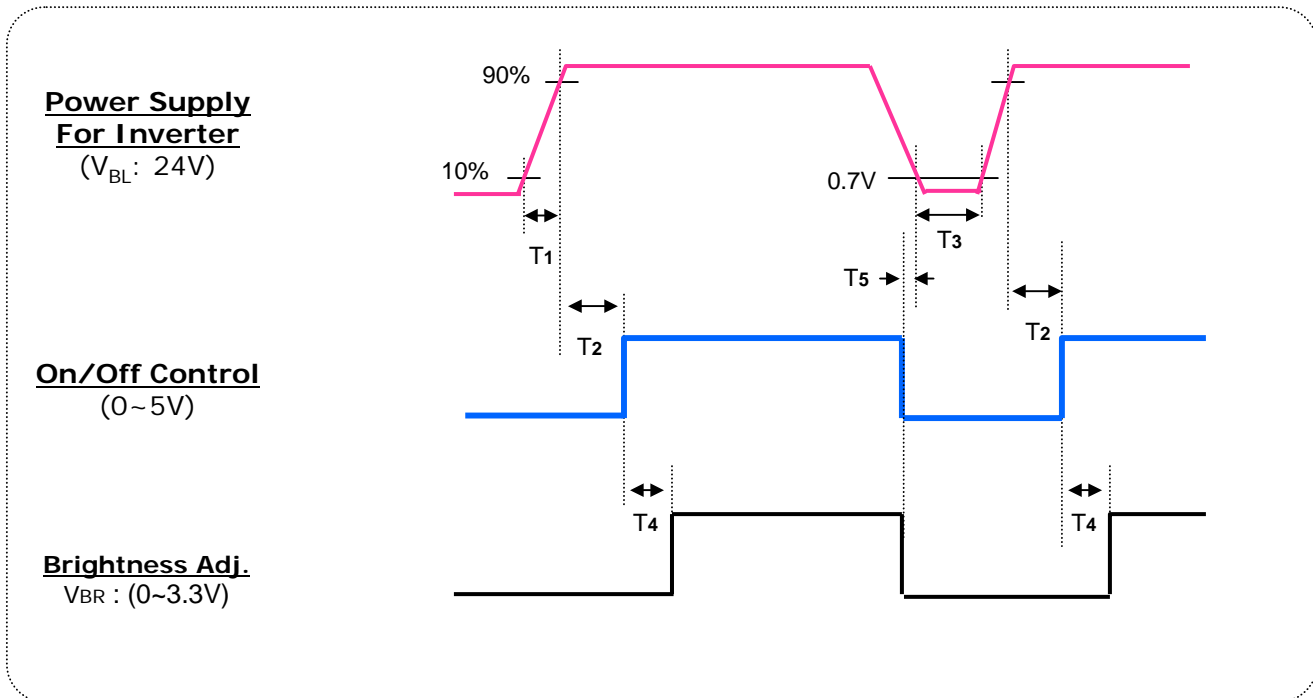 90%
Power Supply
For Inverter
(VBL: 24V)
10%
0.7V
T1
T3
T5
T2
T2
On/Off Control
(0~5V)
T4
T4
Brightness Adj.
VBR : (0~3.3V)